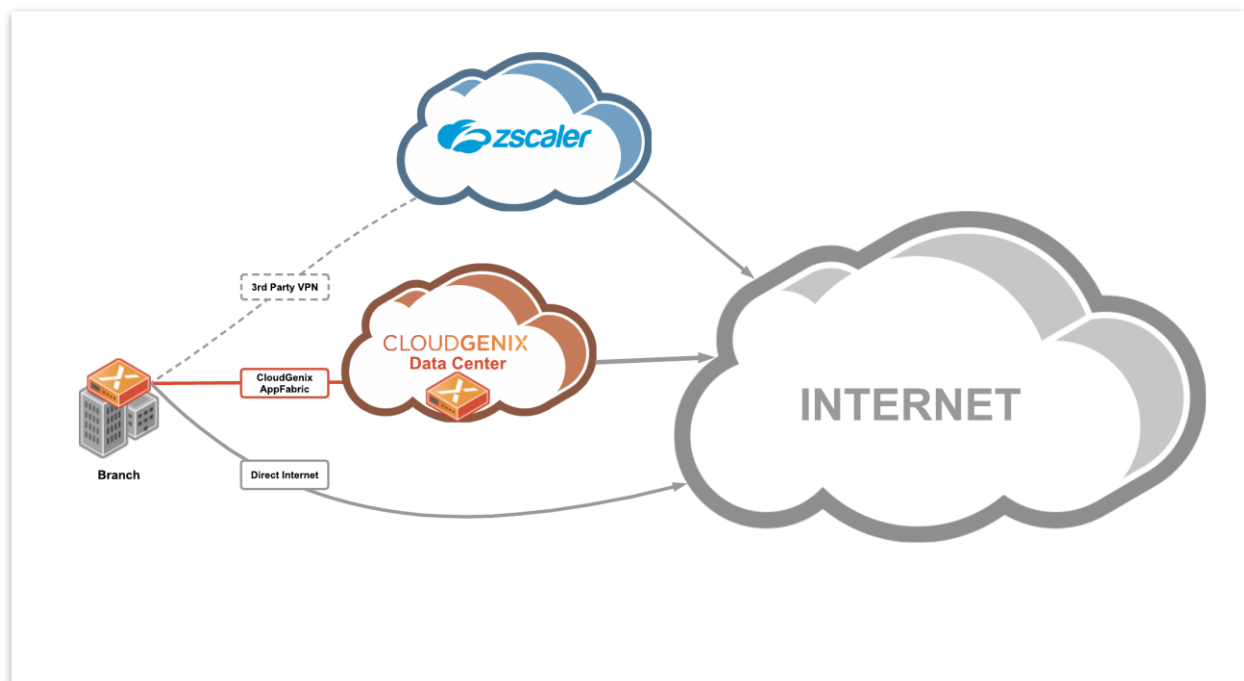 zscaler
3rd Party VPN
CLOUDGENIX
Data Center
CloudGenix
AppFabric
INTERNET
Branch
Direct Internet